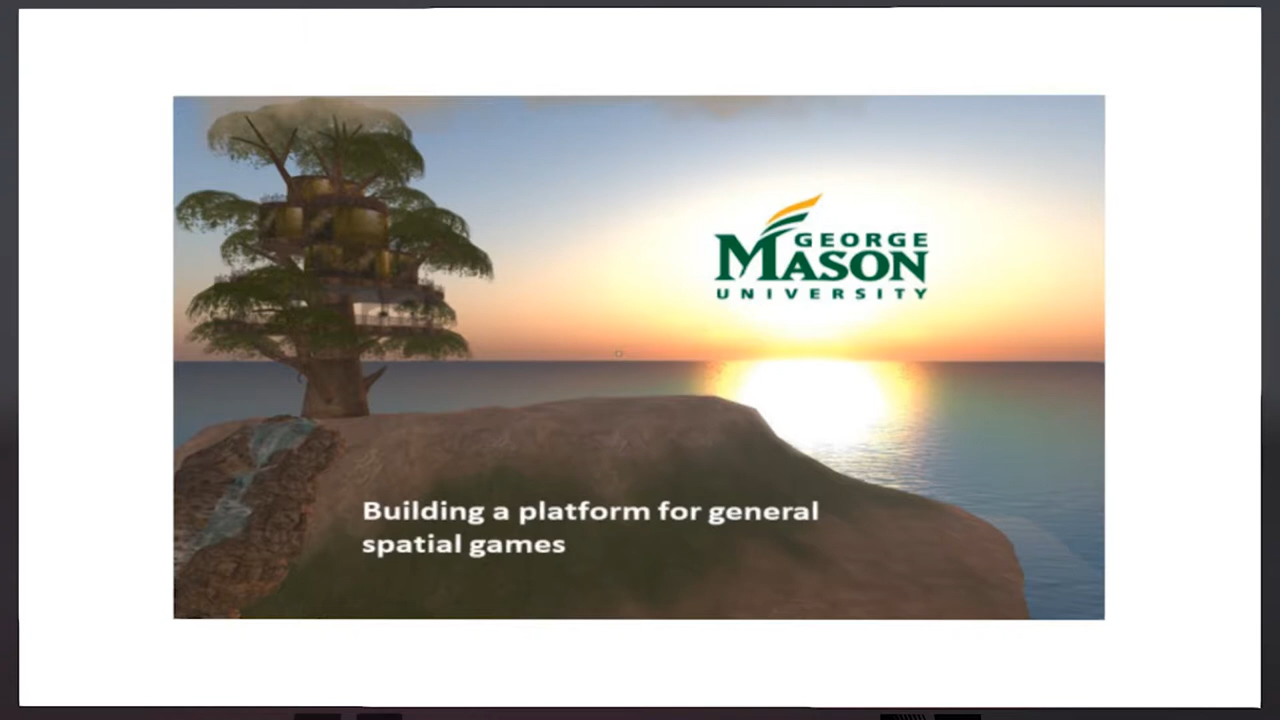 GEORGE
MASON
UNIVERSITY
Building a platform for general
spatial games